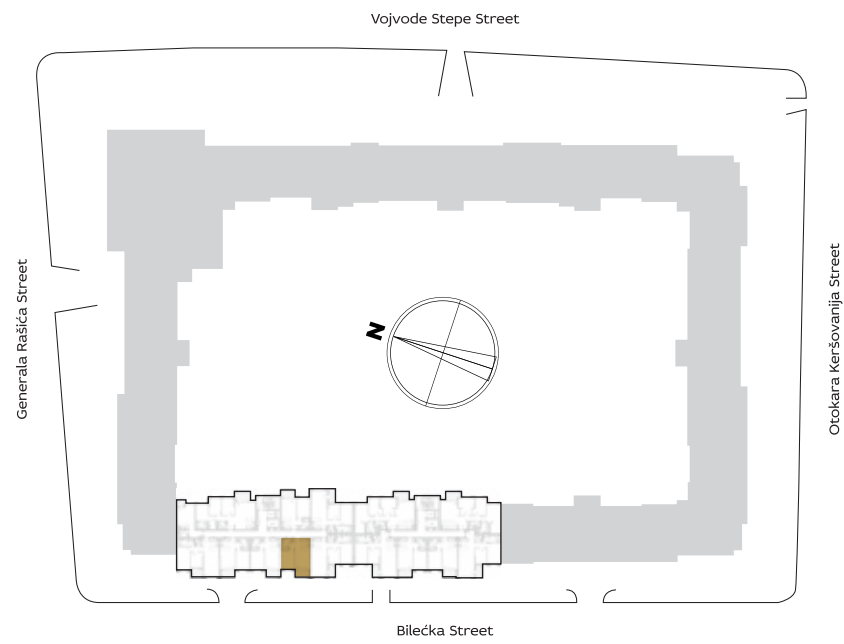 Vojvode Stepe Street
Generala Rašića Street
N
Otokara Keršovanija Street
Bilećka Street